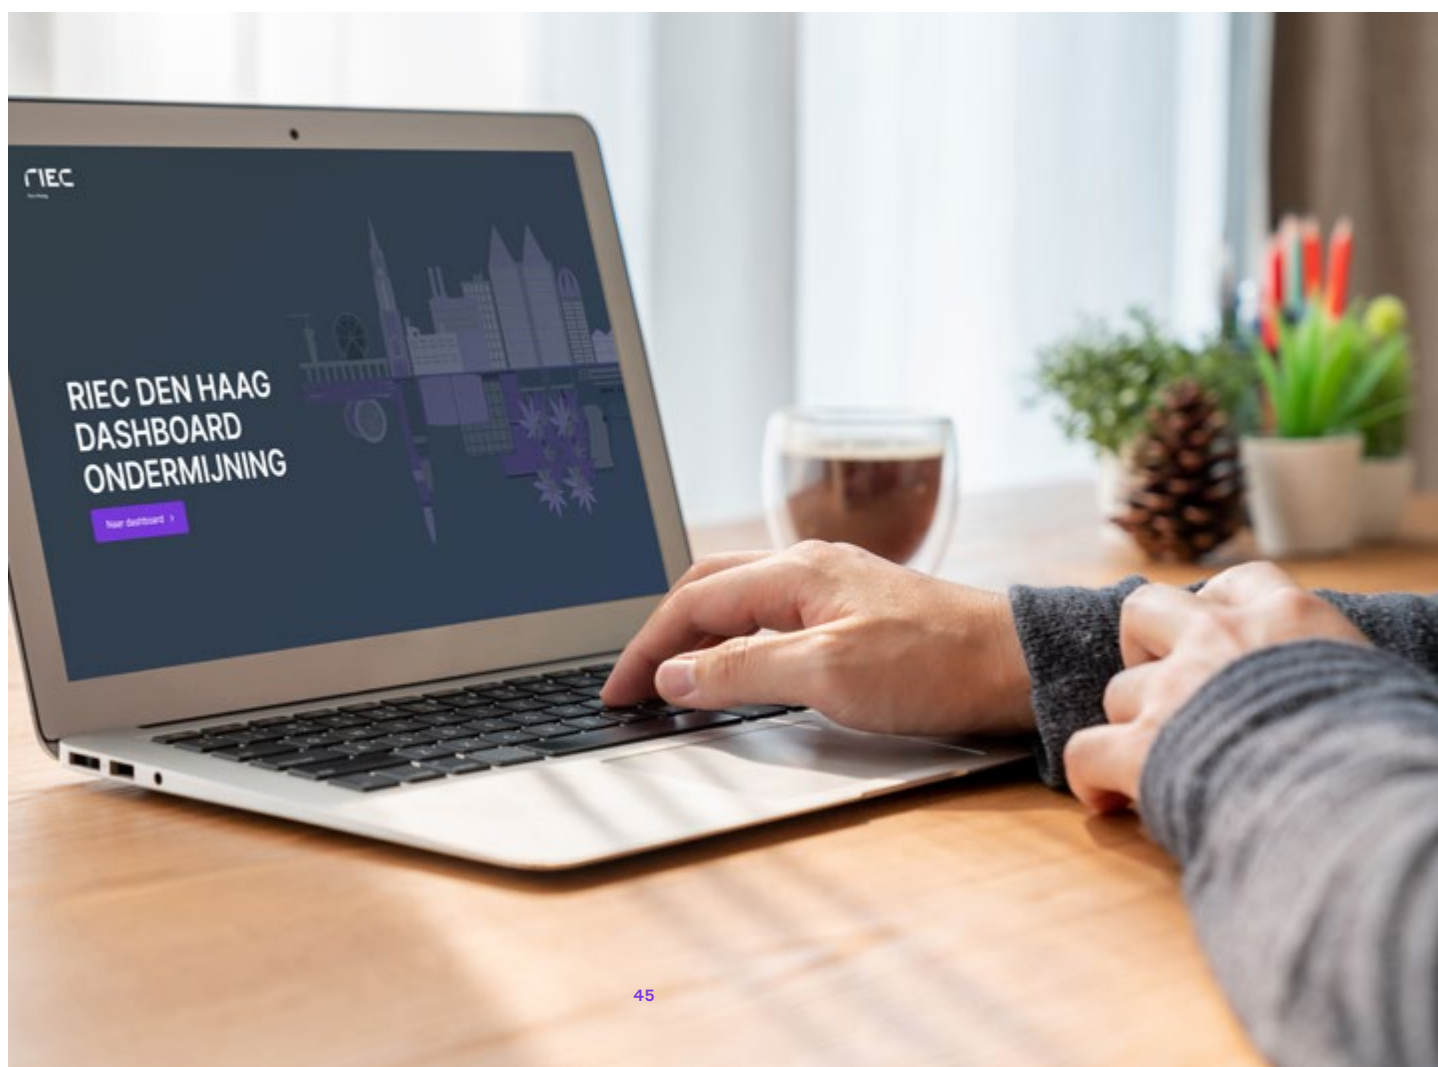 RIEC
RIEC DEN HAAG
DASHBOARD
ONDERMIJNING
Naar dashboard >
45